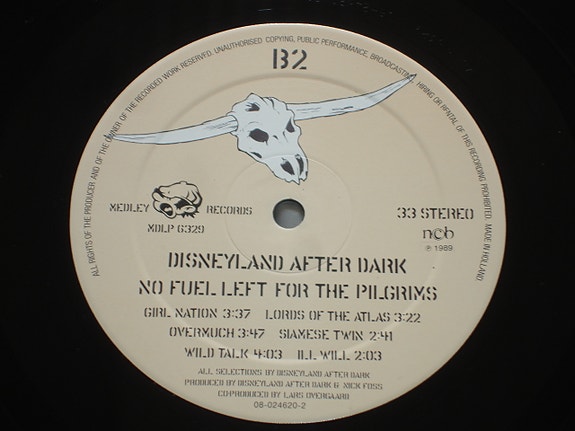 ALL RIGHTS OF THE PRODUCER AND OF THE OWNER OF THE RECORDED WORK RESERVED. UNAUTHORISED COPYING, PUBLIC PERFORMANCE, BROADCASTING, HIRING OR RENTAL OF THIS RECORDING PROHIBITED. MADE IN HOLLAND.
B2
MEDLEY RECORDS
MDLP 6329
33 STEREO
ncb
℗ 1989
DISNEYLAND AFTER DARK
NO FUEL LEFT FOR THE PILGRIMS
GIRL NATION 3:37 LORDS OF THE ATLAS 3:22
OVERMUCH 3:47 SIAMESE TWIN 2:41
WILD TALK 4:03 ILL WILL 2:03
ALL SELECTIONS BY DISNEYLAND AFTER DARK
PRODUCED BY DISNEYLAND AFTER DARK & NICK FOSS
CO-PRODUCED BY LARS OVERGAARD
08-024620-2